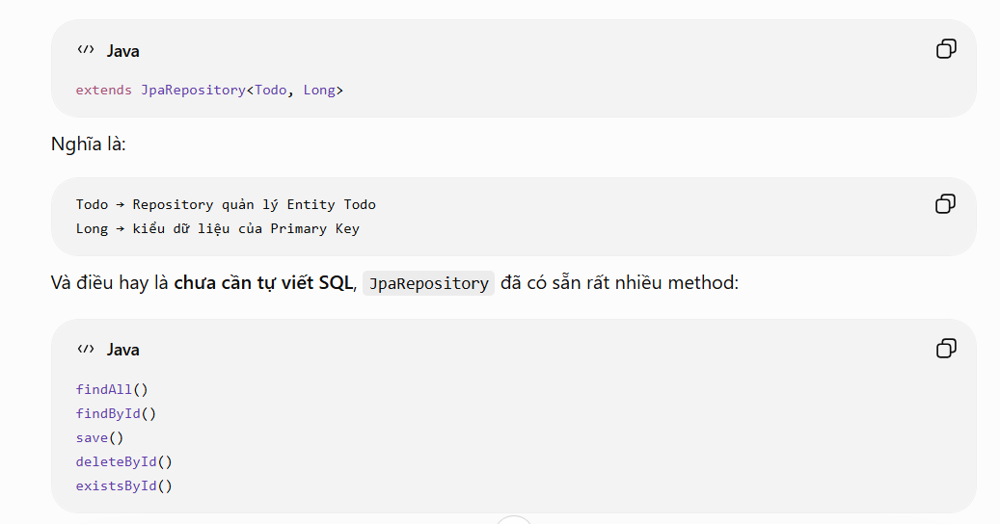 Java
extends JpaRepository<Todo, Long>
Nghĩa là:
Todo → Repository quản lý Entity Todo
Long → kiểu dữ liệu của Primary Key
Và điều hay là chưa cần tự viết SQL, JpaRepository đã có sẵn rất nhiều method:
Java
findAll()
findById()
save()
deleteById()
existsById()